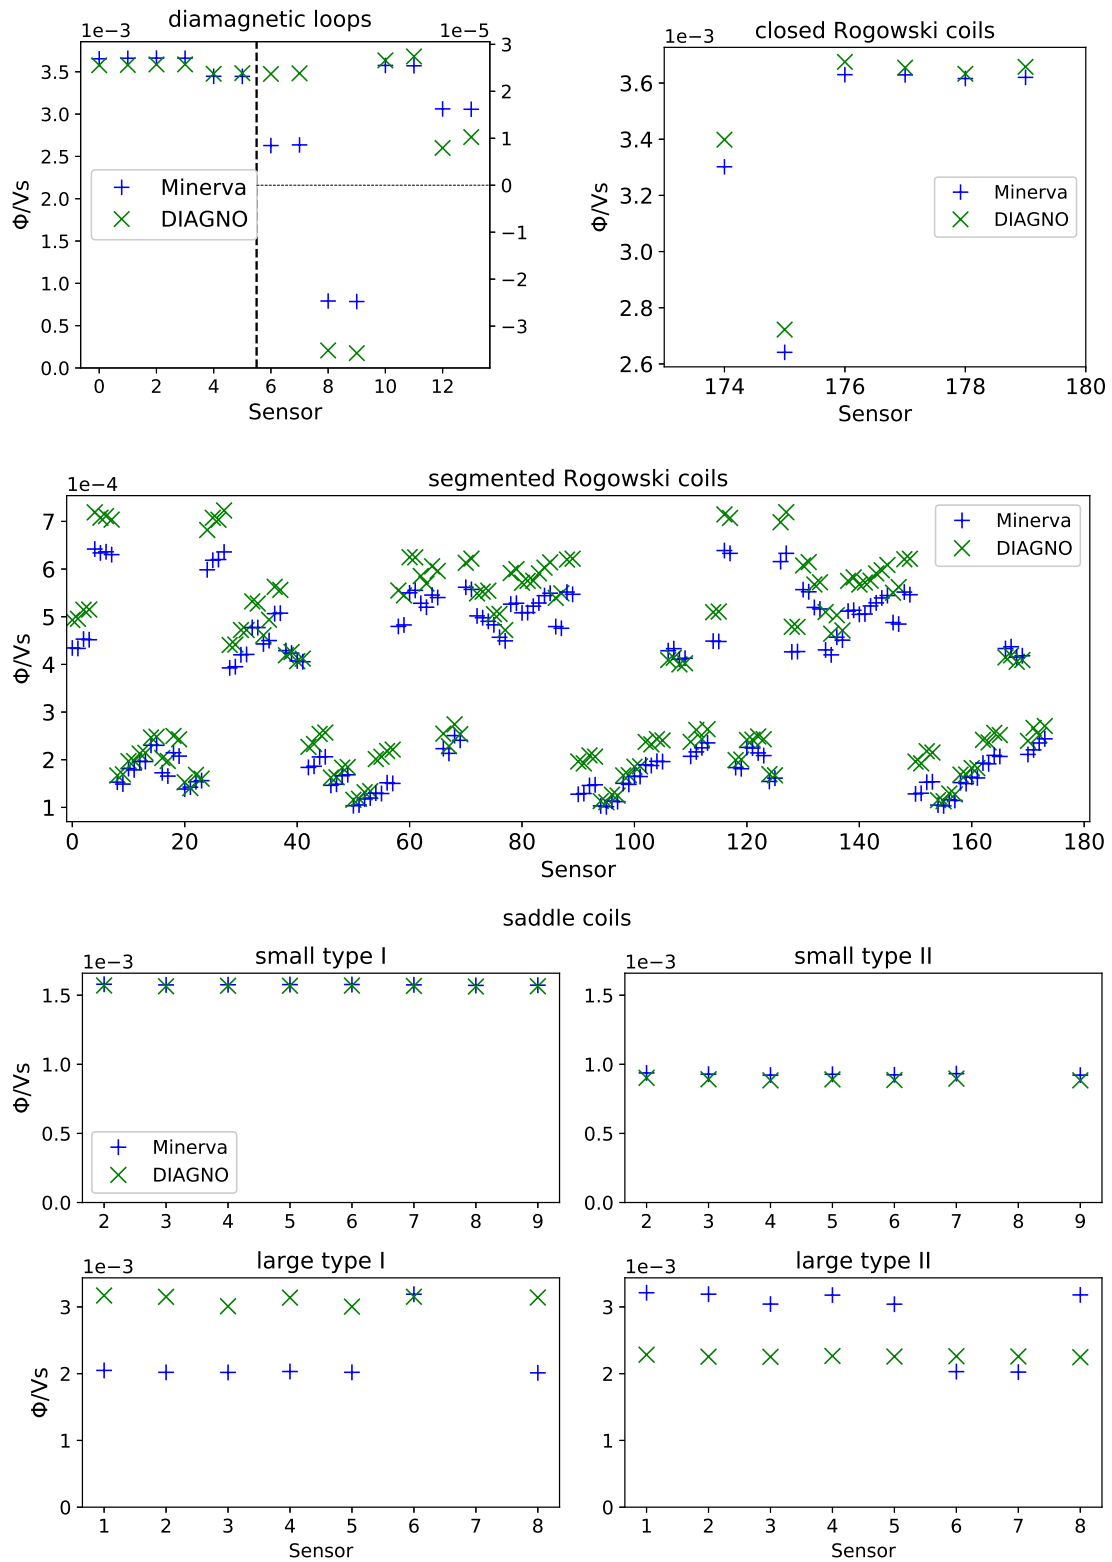 diamagnetic loops
1e−3
1e−5
3.5
3.0
2.5
2.0
1.5
1.0
0.5
0.0
3
2
1
0
−1
−2
−3
Φ/Vs
Minerva
DIAGNO
0 2 4 6 8 10 12
Sensor
closed Rogowski coils
1e−3
3.6
3.4
3.2
3.0
2.8
2.6
Φ/Vs
Minerva
DIAGNO
174 176 178 180
Sensor
segmented Rogowski coils
1e−4
7
6
5
4
3
2
1
Φ/Vs
Minerva
DIAGNO
0 20 40 60 80 100 120 140 160 180
Sensor
saddle coils
small type I
1e−3
1.5
1.0
0.5
0.0
Φ/Vs
Minerva
DIAGNO
2 3 4 5 6 7 8 9
small type II
1e−3
1.5
1.0
0.5
0.0
2 3 4 5 6 7 8 9
large type I
1e−3
3
2
1
0
Φ/Vs
1 2 3 4 5 6 7 8
Sensor
large type II
1e−3
3
2
1
0
1 2 3 4 5 6 7 8
Sensor